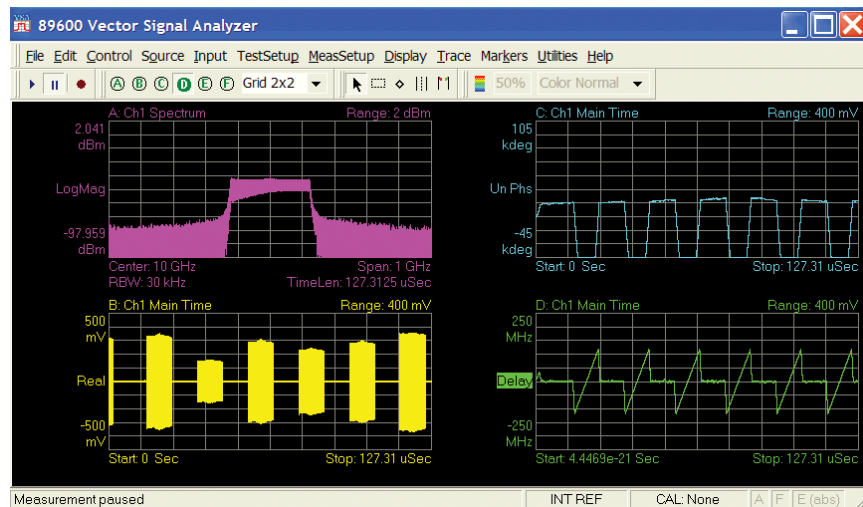 89600 Vector Signal Analyzer
File Edit Control Source Input TestSetup MeasSetup Display Trace Markers Utilities Help
A B C D E F Grid 2x2 50% Color Normal
A: Ch1 Spectrum Range: 2 dBm
2.041
dBm
LogMag
-97.959
dBm
Center: 10 GHz Span: 1 GHz
RBW: 30 kHz TimeLen: 127.3125 uSec
C: Ch1 Main Time Range: 400 mV
105
kdeg
Un Phs
-45
kdeg
Start: 0 Sec Stop: 127.31 uSec
B: Ch1 Main Time Range: 400 mV
500
mV
Real
-500
mV
Start: 0 Sec Stop: 127.31 uSec
D: Ch1 Main Time Range: 400 mV
250
MHz
Delay
-250
MHz
Start: 4.4469e-21 Sec Stop: 127.31 uSec
Measurement paused INT REF CAL: None A F E (abs)